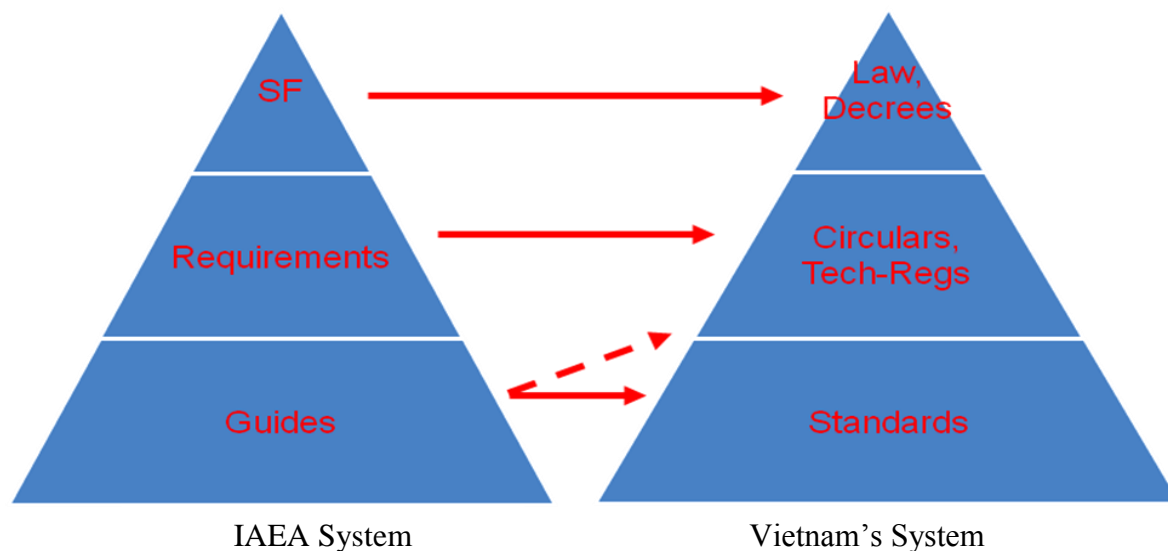 SF
Law,
Decrees
Requirements
Circulars,
Tech-Regs
Guides
Standards
IAEA System
Vietnam’s System